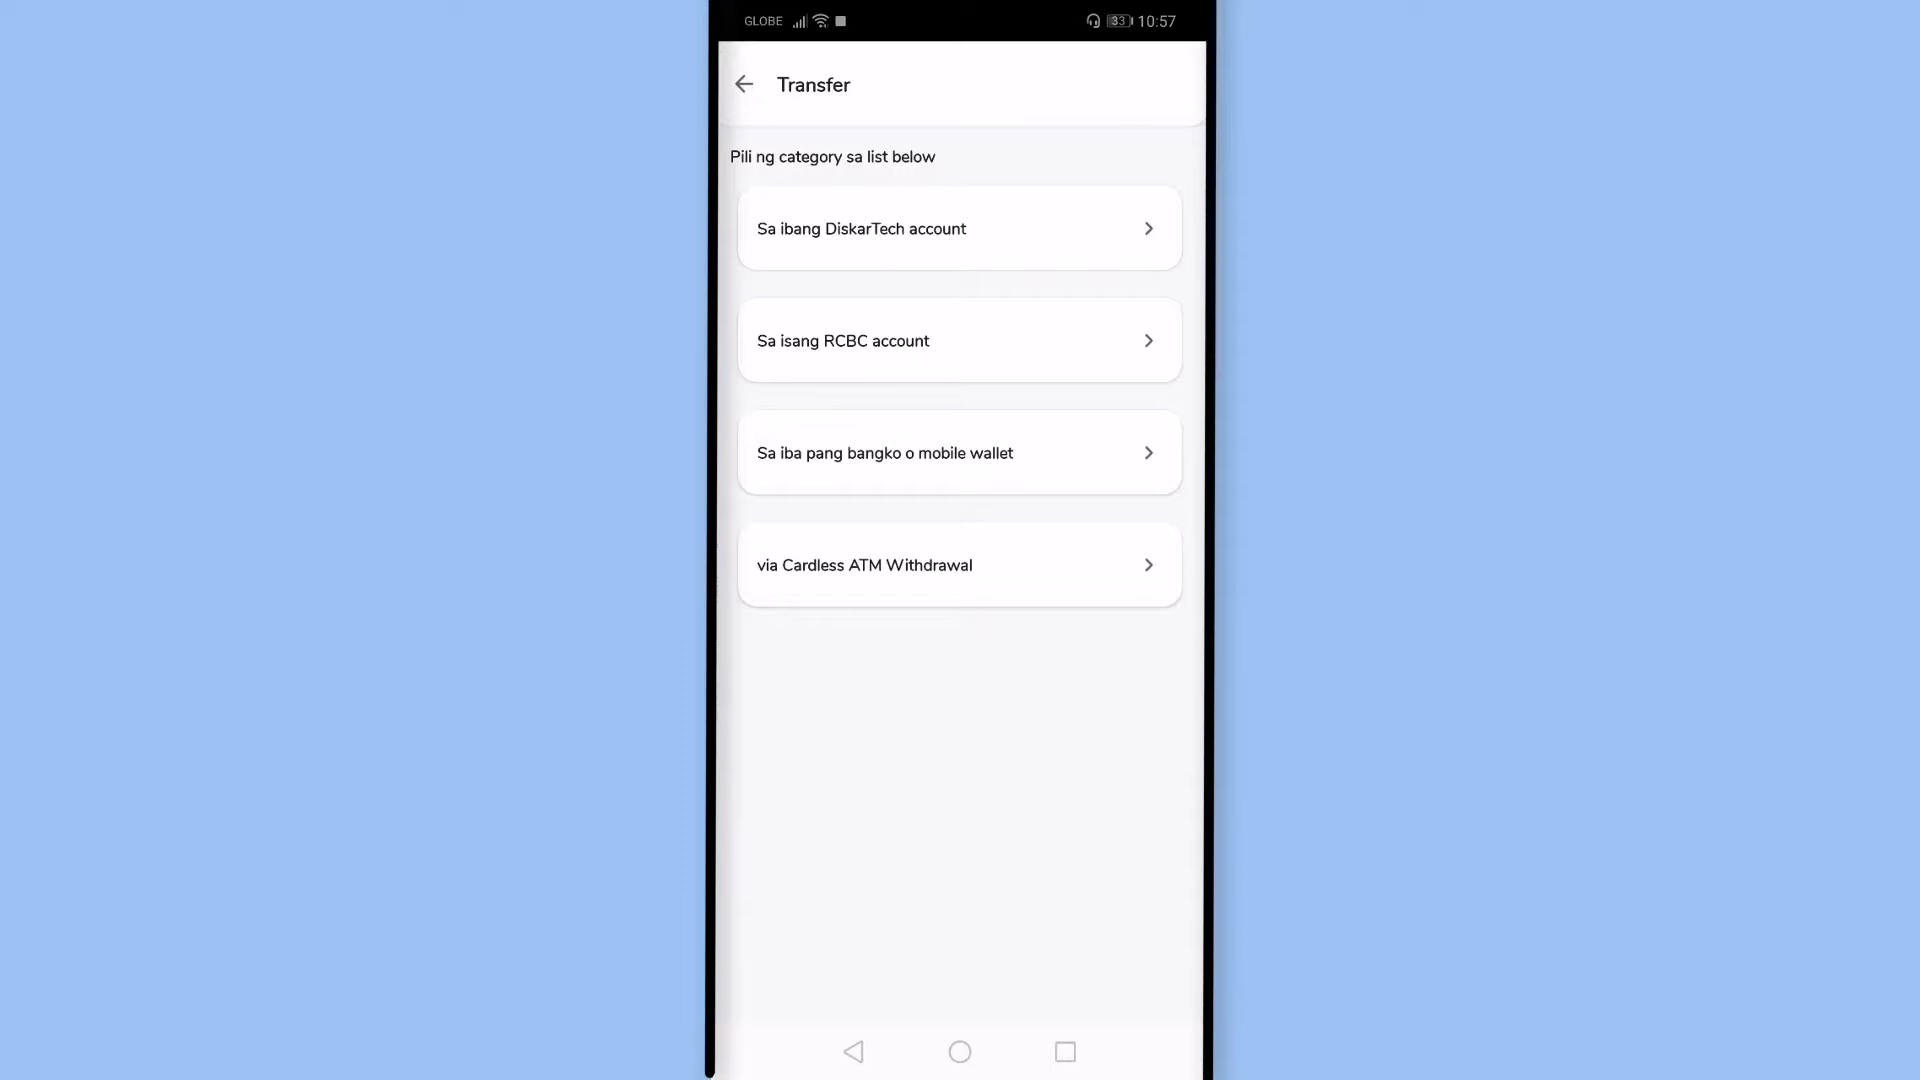 GLOBE 33 10:57
Transfer
Pili ng category sa list below
Sa ibang DiskarTech account
Sa isang RCBC account
Sa iba pang bangko o mobile wallet
via Cardless ATM Withdrawal